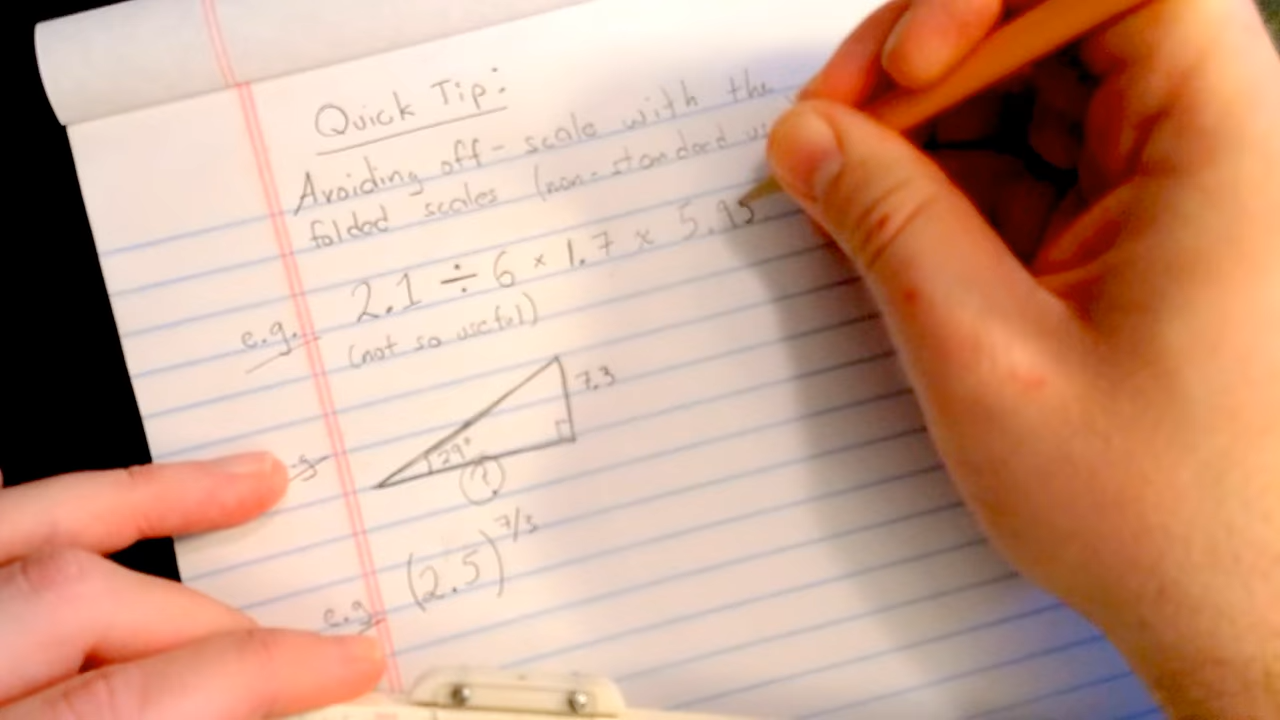 Quick Tip:
Avoiding off-scale with the
folded scales (non-standard
e.g. 2.1 ÷ 6 × 1.7 × 5.95
(not so useful)
7.3
29°
?
e.g. (2.5)^7/3